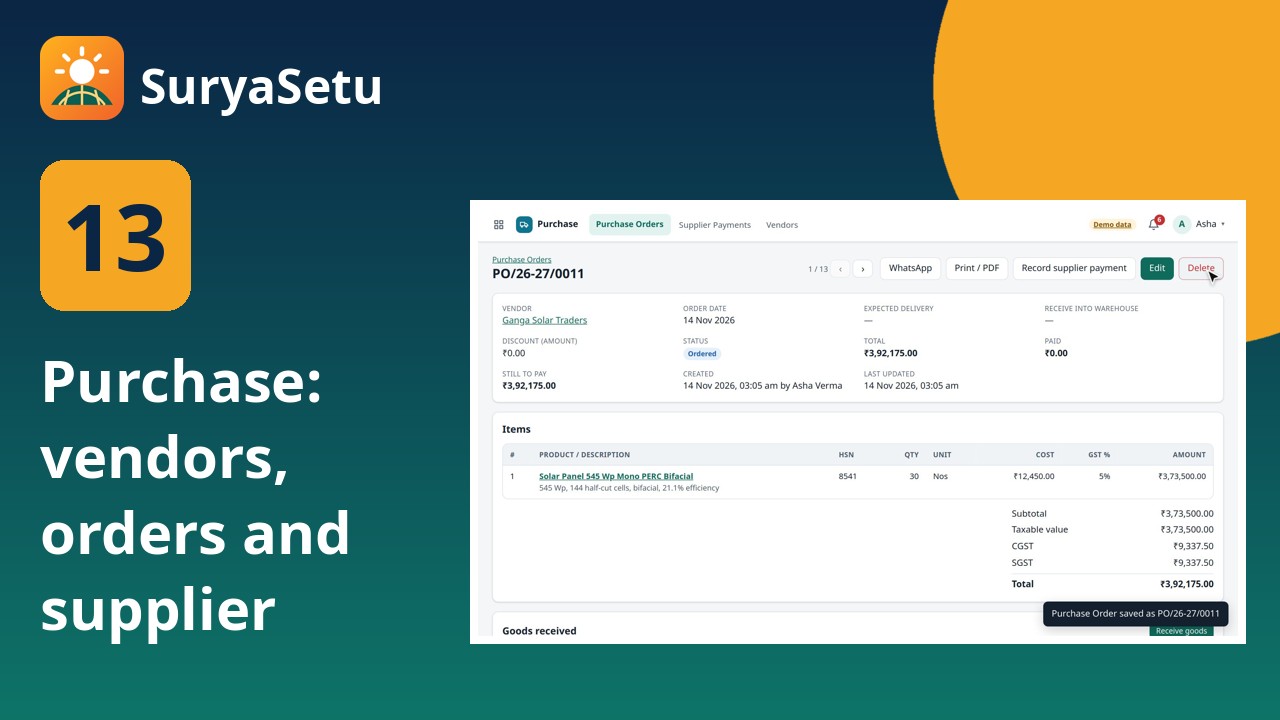 SuryaSetu
13
Purchase:
vendors,
orders and
supplier
Purchase Purchase Orders Supplier Payments Vendors Demo data 6 A Asha
Purchase Orders
PO/26-27/0011
1 / 13 ‹ › WhatsApp Print / PDF Record supplier payment Edit Delete
VENDOR ORDER DATE EXPECTED DELIVERY RECEIVE INTO WAREHOUSE
Ganga Solar Traders 14 Nov 2026 — —
DISCOUNT (AMOUNT) STATUS TOTAL PAID
₹0.00 Ordered ₹3,92,175.00 ₹0.00
STILL TO PAY CREATED LAST UPDATED
₹3,92,175.00 14 Nov 2026, 03:05 am by Asha Verma 14 Nov 2026, 03:05 am
Items
# PRODUCT / DESCRIPTION HSN QTY UNIT COST GST % AMOUNT
1 Solar Panel 545 Wp Mono PERC Bifacial 8541 30 Nos ₹12,450.00 5% ₹3,73,500.00
545 Wp, 144 half-cut cells, bifacial, 21.1% efficiency
Subtotal ₹3,73,500.00
Taxable value ₹3,73,500.00
CGST ₹9,337.50
SGST ₹9,337.50
Total ₹3,92,175.00
Purchase Order saved as PO/26-27/0011
Goods received Receive goods